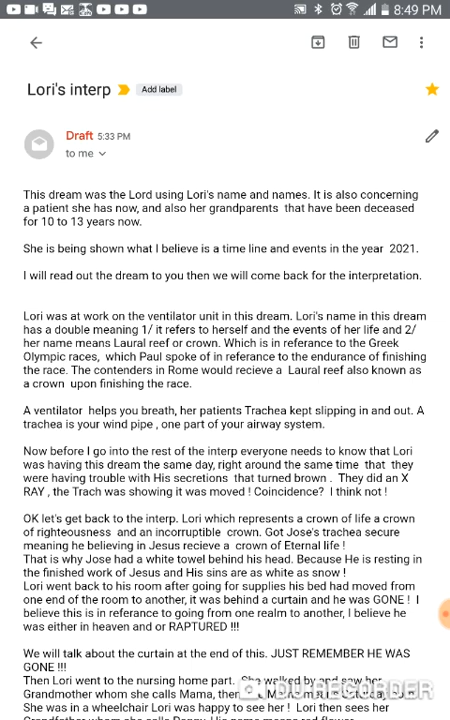 8:49 PM
Lori's interp
Add label
Draft 5:33 PM
to me
This dream was the Lord using Lori's name and names. It is also concerning
a patient she has now, and also her grandparents that have been deceased
for 10 to 13 years now.
She is being shown what I believe is a time line and events in the year 2021.
I will read out the dream to you then we will come back for the interpretation.
Lori was at work on the ventilator unit in this dream. Lori's name in this dream
has a double meaning 1/ it refers to herself and the events of her life and 2/
her name means Laural reef or crown. Which is in reference to the Greek
Olympic races, which Paul spoke of in referance to the endurance of finishing
the race. The contenders in Rome would recieve a Laural reef also known as
a crown upon finishing the race.
A ventilator helps you breath, her patients Trachea kept slipping in and out. A
trachea is your wind pipe , one part of your airway system.
Now before I go into the rest of the interp everyone needs to know that Lori
was having this dream the same day, right around the same time that they
were having trouble with His secretions that turned brown . They did an X
RAY , the Trach was showing it was moved ! Coincidence? I think not !
OK let's get back to the interp. Lori which represents a crown of life a crown
of righteousness and an incorruptible crown. Got Jose's trachea secure
meaning he believing in Jesus recieve a crown of Eternal life !
That is why Jose had a white towel behind his head. Because He is resting in
the finished work of Jesus and His sins are as white as snow !
Lori went back to his room after going for supplies his bed had moved from
one end of the room to another, it was behind a curtain and he was GONE ! I
believe this is in referance to going from one realm to another, I believe he
was either in heaven and or RAPTURED !!!
We will talk about the curtain at the end of this. JUST REMEMBER HE WAS
GONE !!!
Then Lori went to the nursing home part. She walked by and saw her
Grandmother whom she calls Mama, then
She was in a wheelchair Lori was happy to see her ! Lori then sees her
Grandfather whom she calls
DU RECORDER